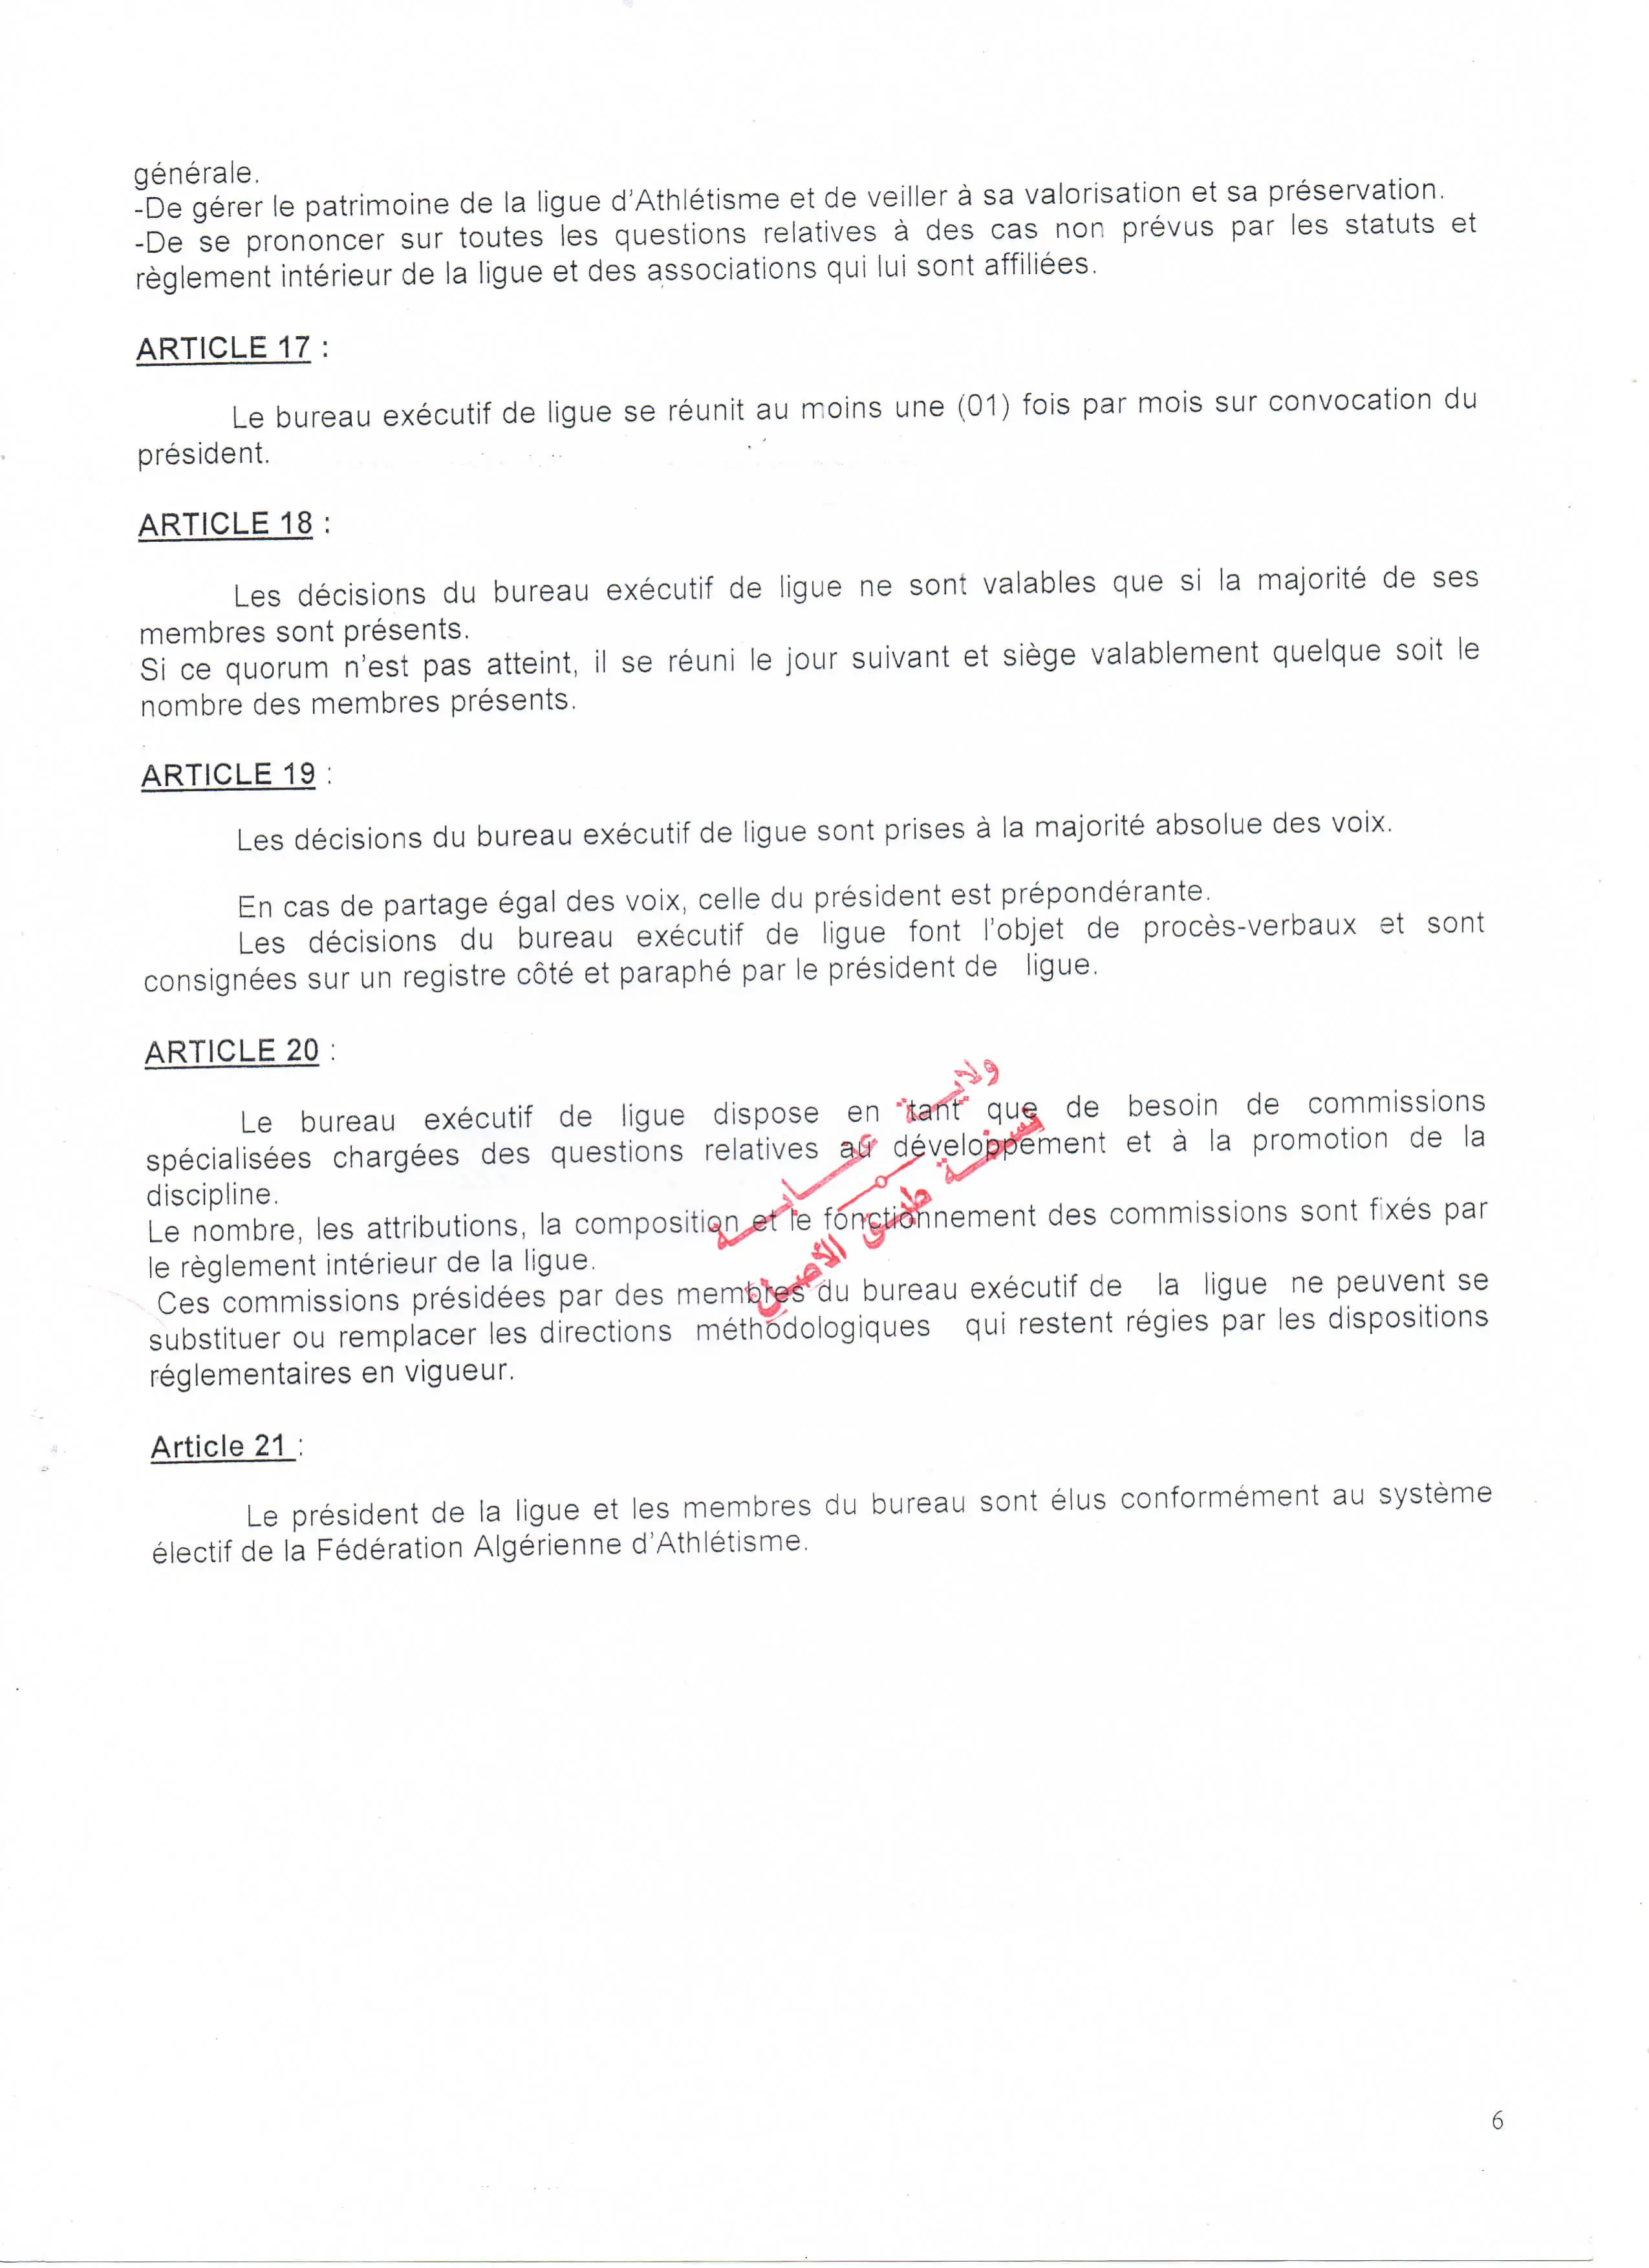 générale.
-De gérer le patrimoine de la ligue d'Athlétisme et de veiller à sa valorisation et sa préservation.
-De se prononcer sur toutes les questions relatives à des cas non prévus par les statuts et
règlement intérieur de la ligue et des associations qui lui sont affiliées.
ARTICLE 17 :
Le bureau exécutif de ligue se réunit au moins une (01) fois par mois sur convocation du
président.
ARTICLE 18 :
Les décisions du bureau exécutif de ligue ne sont valables que si la majorité de ses
membres sont présents.
Si ce quorum n'est pas atteint, il se réuni le jour suivant et siège valablement quelque soit le
nombre des membres présents.
ARTICLE 19 :
Les décisions du bureau exécutif de ligue sont prises à la majorité absolue des voix.
En cas de partage égal des voix, celle du président est prépondérante.
Les décisions du bureau exécutif de ligue font l'objet de procès-verbaux et sont
consignées sur un registre côté et paraphé par le président de ligue.
ARTICLE 20 :
Le bureau exécutif de ligue dispose en tant que de besoin de commissions
spécialisées chargées des questions relatives au développement et à la promotion de la
discipline.
Le nombre, les attributions, la composition et le fonctionnement des commissions sont fixés par
le règlement intérieur de la ligue.
Ces commissions présidées par des membres du bureau exécutif de la ligue ne peuvent se
substituer ou remplacer les directions méthodologiques qui restent régies par les dispositions
réglementaires en vigueur.
ولايـــة عنـــابـــة
نسخـــة طبـق الأصـل
Article 21 :
Le président de la ligue et les membres du bureau sont élus conformément au système
électif de la Fédération Algérienne d'Athlétisme.
6